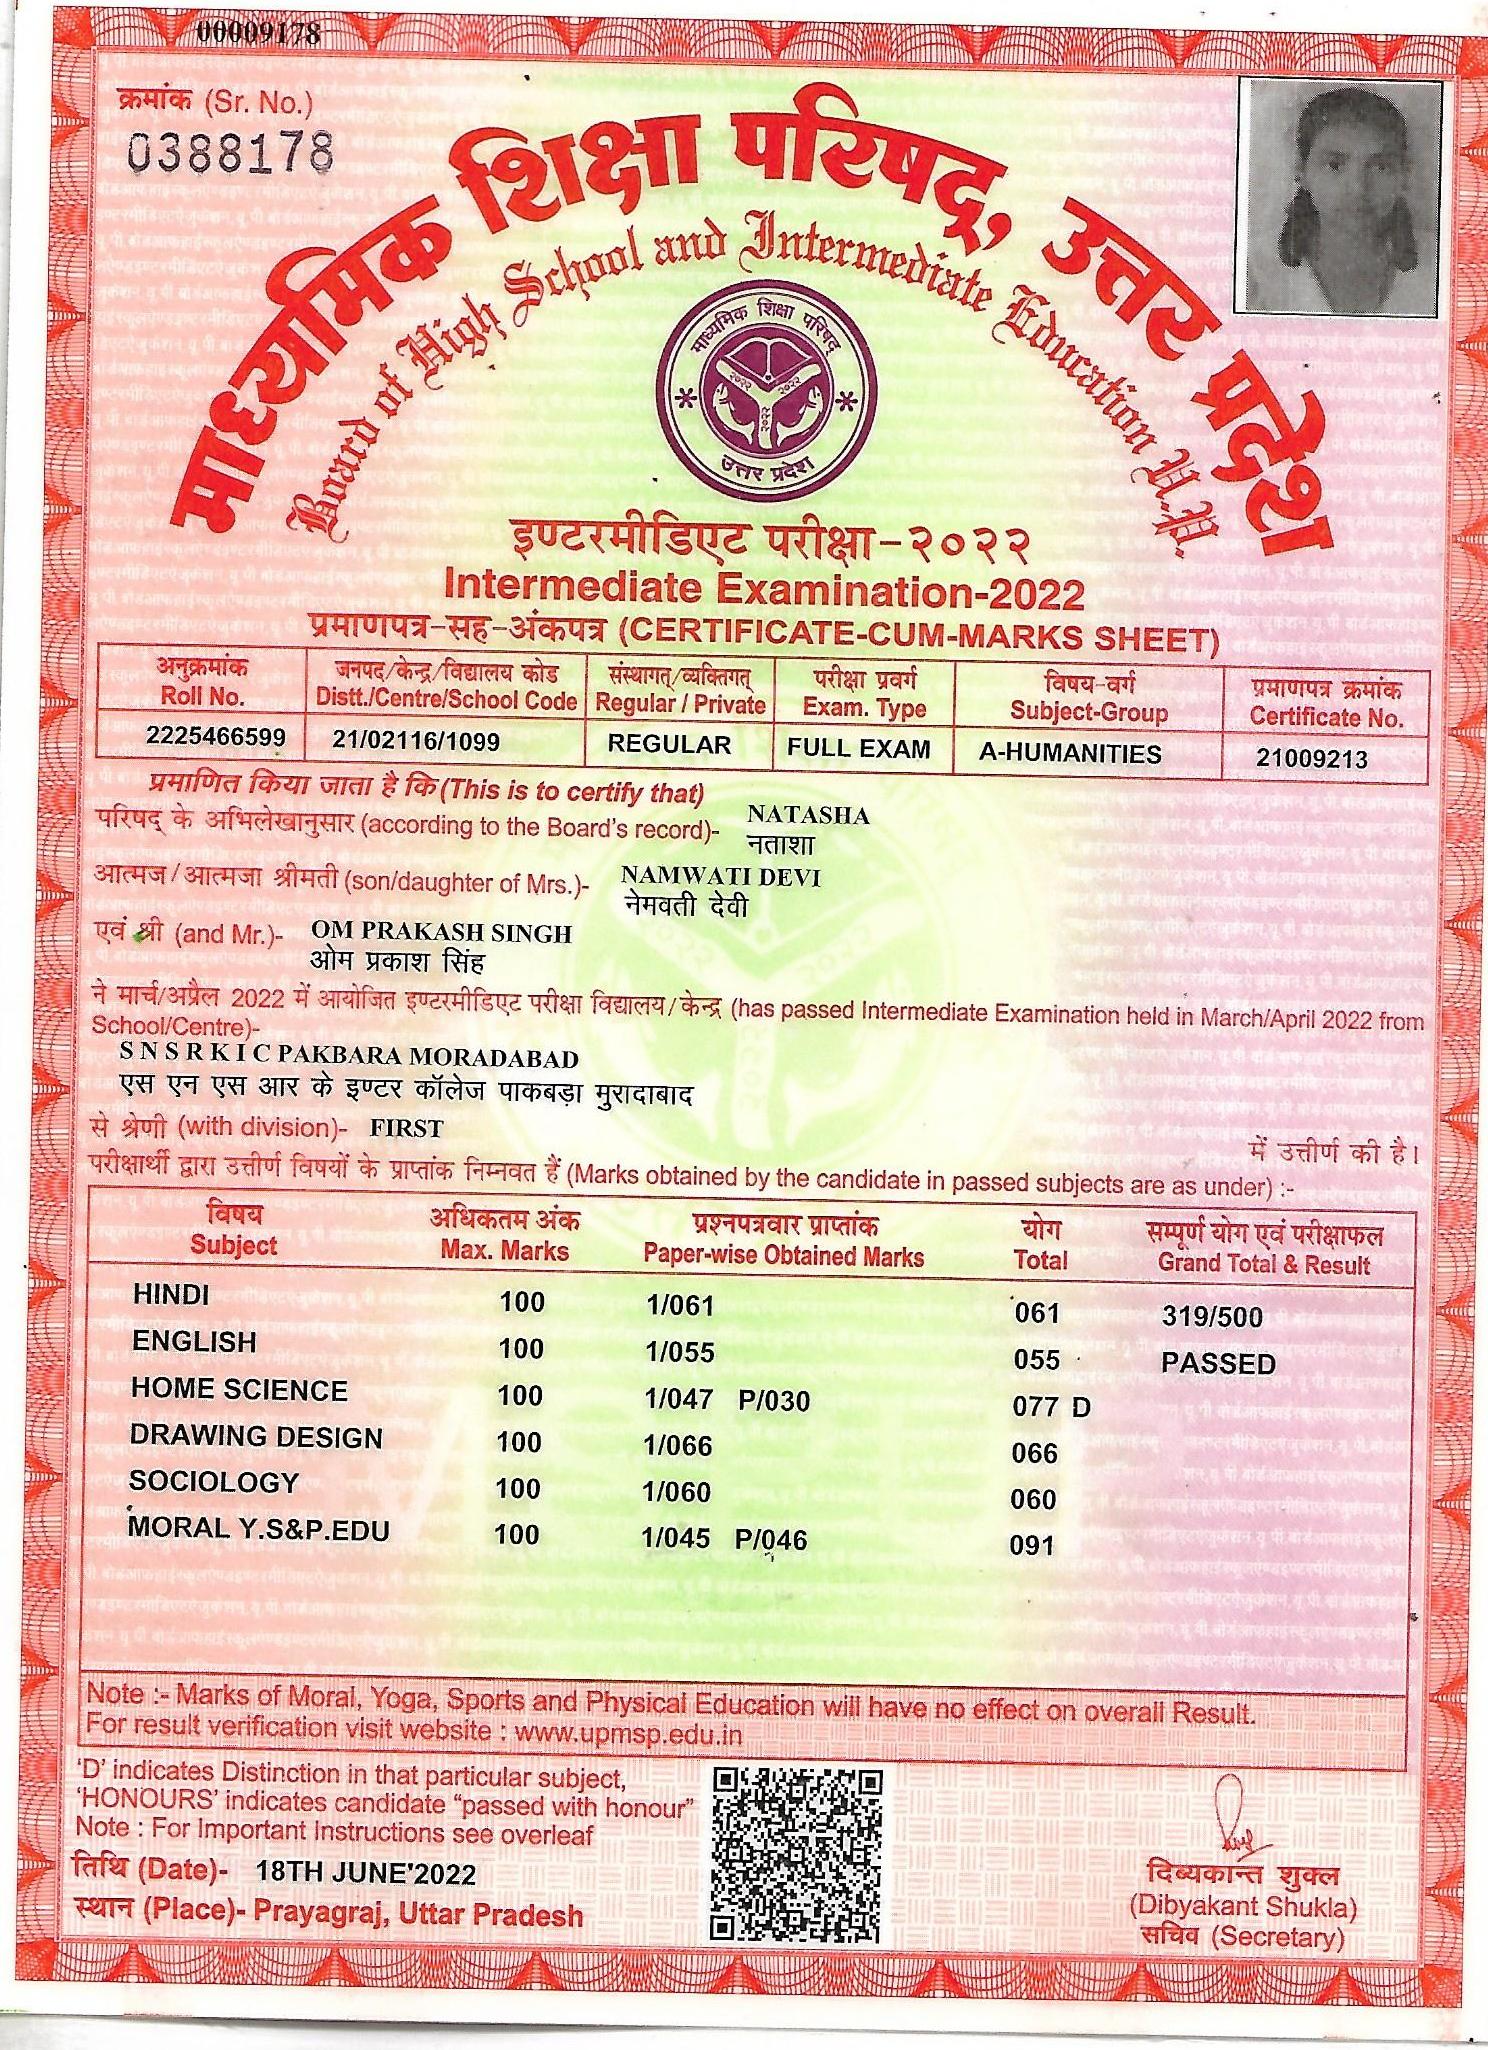 00009178
क्रमांक (Sr. No.)
0388178
माध्यमिक शिक्षा परिषद्, उत्तर प्रदेश
Board of High School and Intermediate Education U.P.
माध्यमिक शिक्षा परिषद्
२०२२ २०२२
२०२२
उत्तर प्रदेश
इण्टरमीडिएट परीक्षा-२०२२
Intermediate Examination-2022
प्रमाणपत्र-सह-अंकपत्र (CERTIFICATE-CUM-MARKS SHEET)
अनुक्रमांक जनपद/केन्द्र/विद्यालय कोड संस्थागत्/व्यक्तिगत् परीक्षा प्रवर्ग विषय-वर्ग प्रमाणपत्र क्रमांक
Roll No. Distt./Centre/School Code Regular / Private Exam. Type Subject-Group Certificate No.
2225466599 21/02116/1099 REGULAR FULL EXAM A-HUMANITIES 21009213
प्रमाणित किया जाता है कि (This is to certify that)
परिषद् के अभिलेखानुसार (according to the Board's record)- NATASHA
नताशा
आत्मज/आत्मजा श्रीमती (son/daughter of Mrs.)- NAMWATI DEVI
नेमवती देवी
एवं श्री (and Mr.)- OM PRAKASH SINGH
ओम प्रकाश सिंह
ने मार्च/अप्रैल 2022 में आयोजित इण्टरमीडिएट परीक्षा विद्यालय/केन्द्र (has passed Intermediate Examination held in March/April 2022 from
School/Centre)-
S N S R K I C PAKBARA MORADABAD
एस एन एस आर के इण्टर कॉलेज पाकबड़ा मुरादाबाद
से श्रेणी (with division)- FIRST
में उत्तीर्ण की है।
परीक्षार्थी द्वारा उत्तीर्ण विषयों के प्राप्तांक निम्नवत हैं (Marks obtained by the candidate in passed subjects are as under) :-
विषय अधिकतम अंक प्रश्नपत्रवार प्राप्तांक योग सम्पूर्ण योग एवं परीक्षाफल
Subject Max. Marks Paper-wise Obtained Marks Total Grand Total & Result
HINDI 100 1/061 061 319/500
ENGLISH 100 1/055 055 PASSED
HOME SCIENCE 100 1/047 P/030 077 D
DRAWING DESIGN 100 1/066 066
SOCIOLOGY 100 1/060 060
MORAL Y.S&P.EDU 100 1/045 P/046 091
Note :- Marks of Moral, Yoga, Sports and Physical Education will have no effect on overall Result.
For result verification visit website : www.upmsp.edu.in
'D' indicates Distinction in that particular subject,
'HONOURS' indicates candidate "passed with honour"
Note : For Important Instructions see overleaf
तिथि (Date)- 18TH JUNE'2022
स्थान (Place)- Prayagraj, Uttar Pradesh
दिब्यकान्त शुक्ल
(Dibyakant Shukla)
सचिव (Secretary)